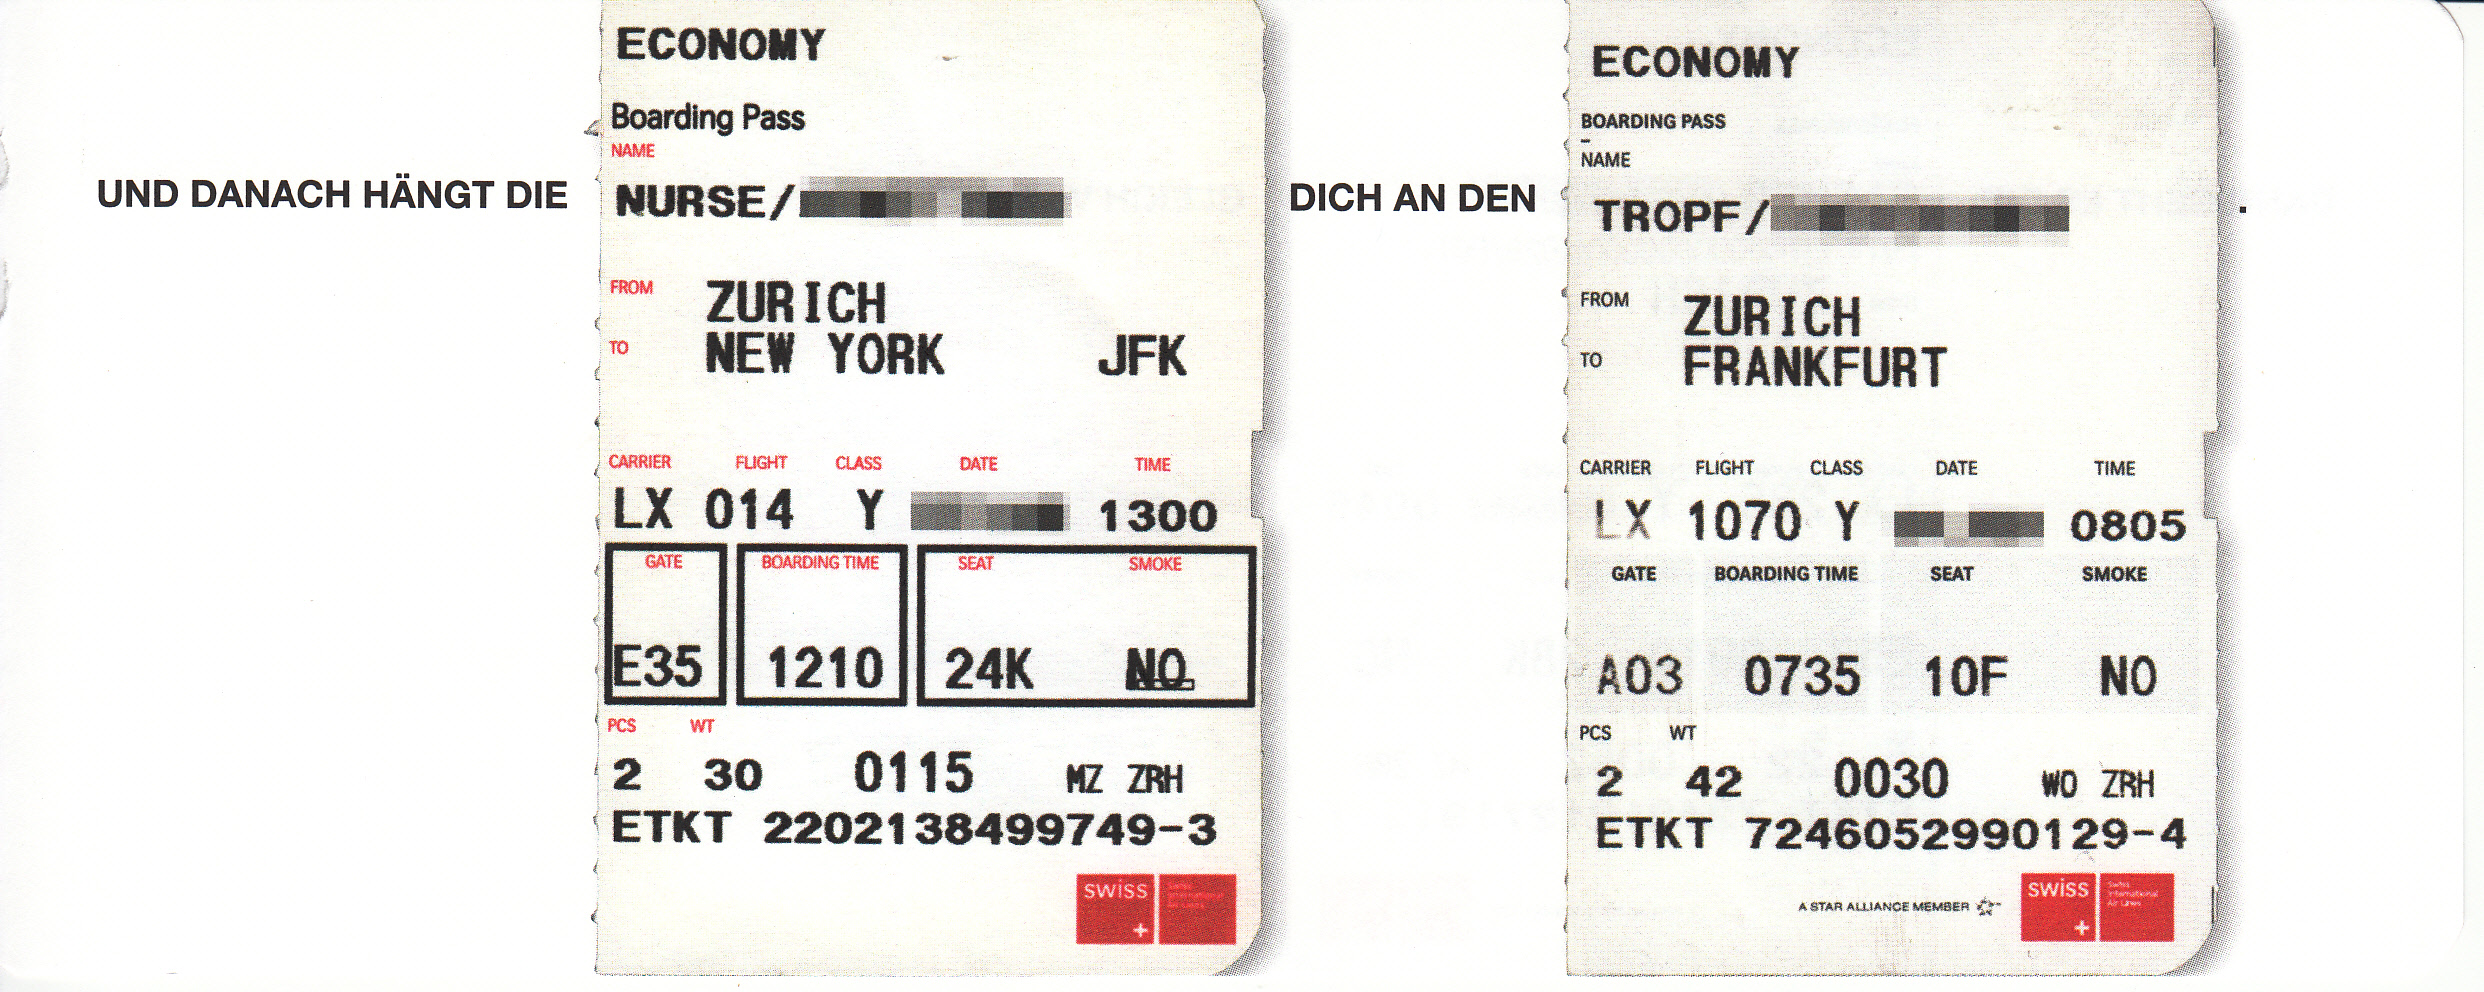 UND DANACH HÄNGT DIE
ECONOMY
Boarding Pass
NAME
NURSE/
FROM ZURICH
TO NEW YORK JFK
CARRIER FLIGHT CLASS DATE TIME
LX 014 Y 1300
GATE BOARDING TIME SEAT SMOKE
E35 1210 24K NO
PCS WT
2 30 0115 MZ ZRH
ETKT 2202138499749-3
swiss
DICH AN DEN
ECONOMY
BOARDING PASS
NAME
TROPF/
.
FROM ZURICH
TO FRANKFURT
CARRIER FLIGHT CLASS DATE TIME
LX 1070 Y 0805
GATE BOARDING TIME SEAT SMOKE
A03 0735 10F NO
PCS WT
2 42 0030 WO ZRH
ETKT 7246052990129-4
A STAR ALLIANCE MEMBER
swiss
Swiss
International
Air Lines